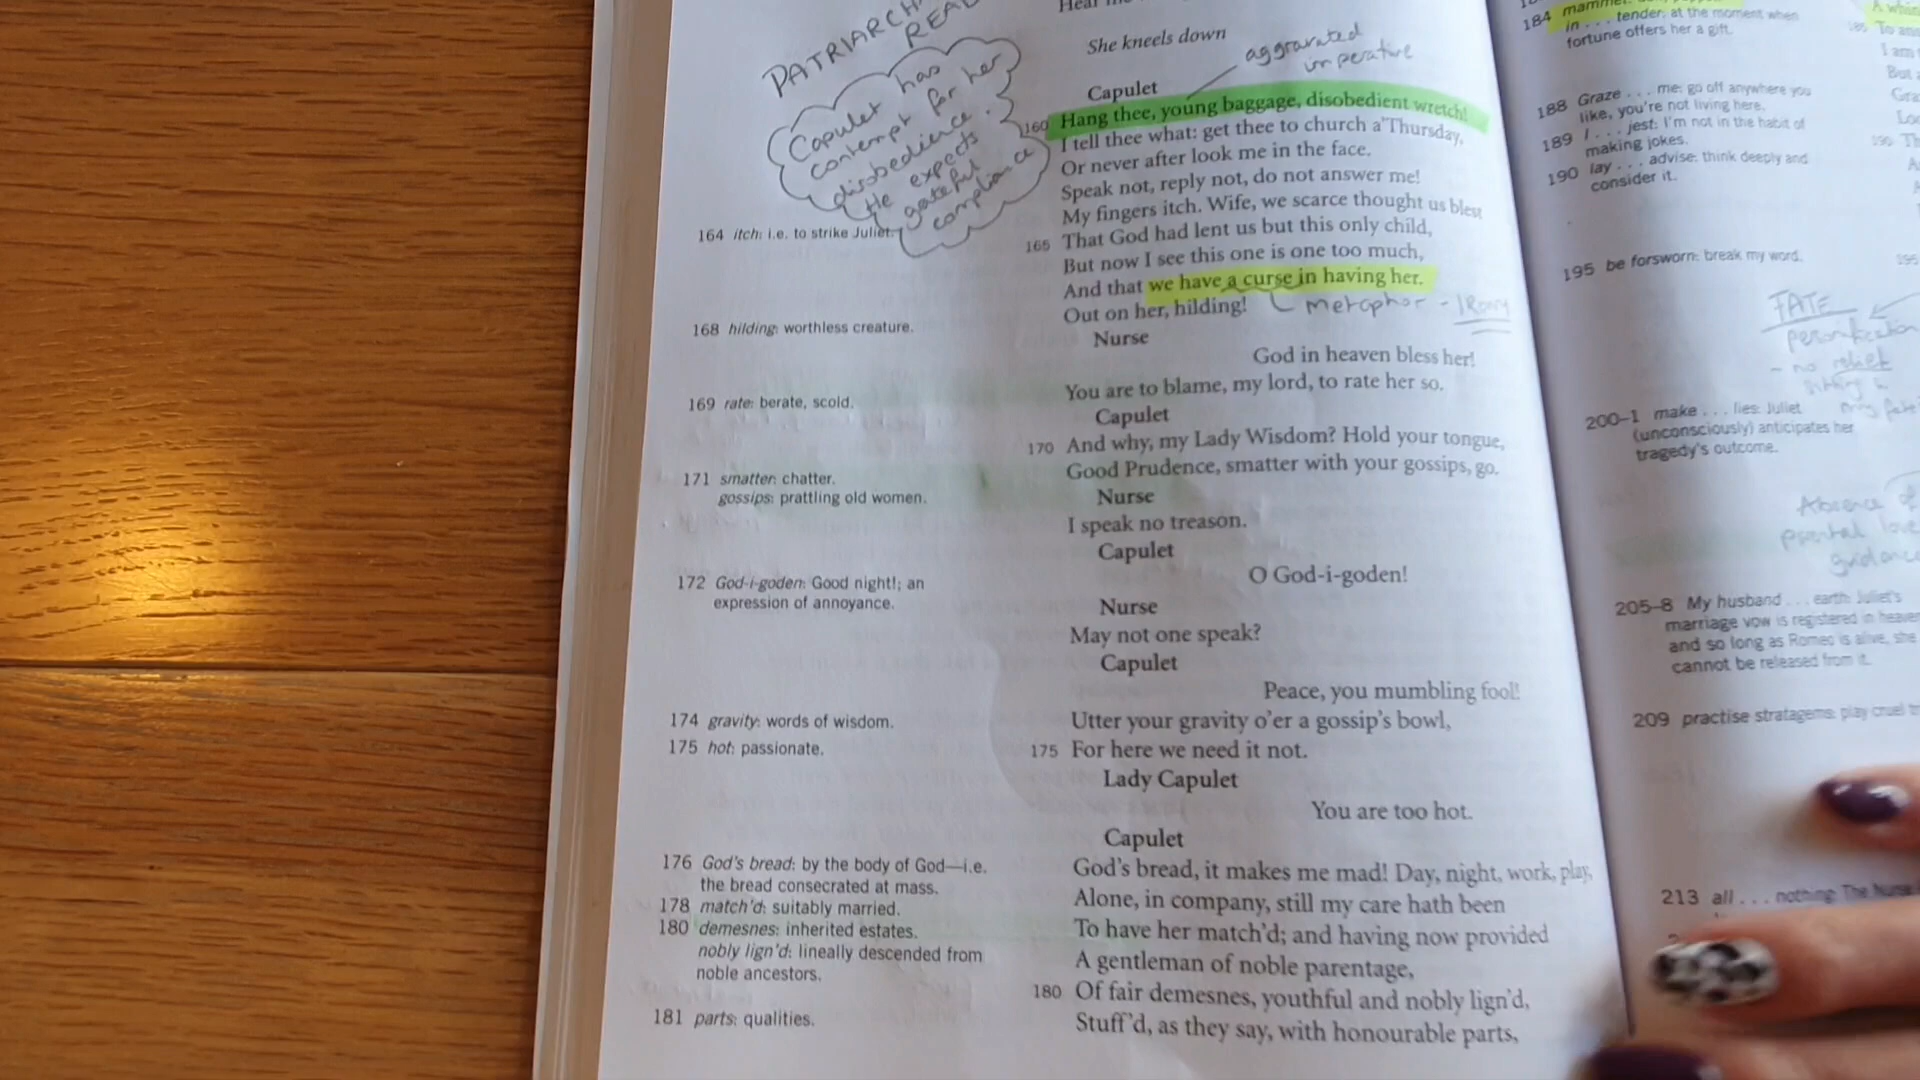 PATRIARCH
READ
Capulet has
contempt for her
disobedience.
He expects
grateful
compliance
164 itch: i.e. to strike Juliet.
168 hilding: worthless creature.
169 rate: berate, scold.
171 smatter: chatter.
gossips: prattling old women.
172 God-i-goden: Good night!; an
expression of annoyance.
174 gravity: words of wisdom.
175 hot: passionate.
176 God's bread: by the body of God—i.e.
the bread consecrated at mass.
178 match'd: suitably married.
180 demesnes: inherited estates.
nobly lign'd: lineally descended from
noble ancestors.
181 parts: qualities.
She kneels down
aggravated
imperative
Capulet
160 Hang thee, young baggage, disobedient wretch!
I tell thee what: get thee to church a'Thursday,
Or never after look me in the face.
Speak not, reply not, do not answer me!
My fingers itch. Wife, we scarce thought us blest
165 That God had lent us but this only child,
But now I see this one is one too much,
And that we have a curse in having her.
Out on her, hilding!
metaphor - IRony
Nurse
God in heaven bless her!
You are to blame, my lord, to rate her so.
Capulet
170 And why, my Lady Wisdom? Hold your tongue,
Good Prudence, smatter with your gossips, go.
Nurse
I speak no treason.
Capulet
O God-i-goden!
Nurse
May not one speak?
Capulet
Peace, you mumbling fool!
Utter your gravity o'er a gossip's bowl,
175 For here we need it not.
Lady Capulet
You are too hot.
Capulet
God's bread, it makes me mad! Day, night, work, play,
Alone, in company, still my care hath been
To have her match'd; and having now provided
A gentleman of noble parentage,
180 Of fair demesnes, youthful and nobly lign'd,
Stuff'd, as they say, with honourable parts,
184
in . . . tender: at the moment when
fortune offers her a gift.
188 Graze . . . me: go off anywhere you
like, you're not living here.
189 I . . . jest: I'm not in the habit of
making jokes.
190 lay . . . advise: think deeply and
consider it.
195 be forsworn: break my word.
FATE
personification
- no relief
200–1 make . . . lies: Juliet
(unconsciously) anticipates her
tragedy's outcome.
Absence of
parental love
guidance
205–8 My husband . . . earth: Juliet's
marriage vow is registered in heaven
and so long as Romeo is alive, she
cannot be released from it.
209 practise stratagems: play cruel
213 all . . . nothing: The Nurse